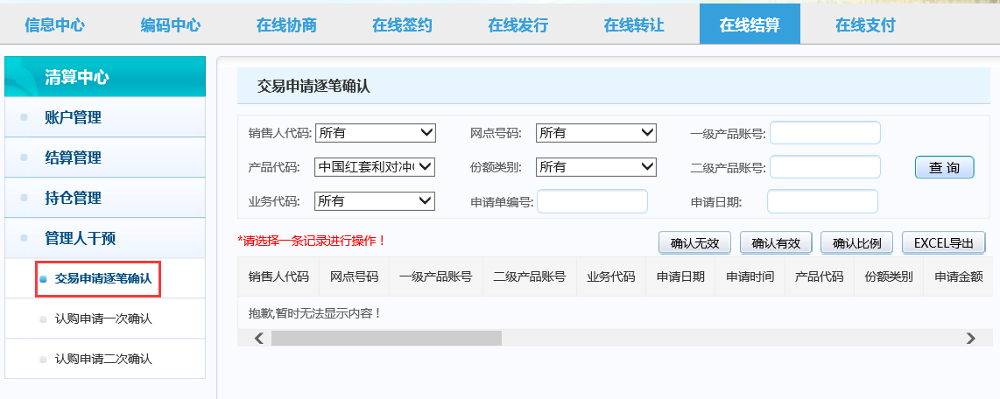 信息中心 编码中心 在线协商 在线签约 在线发行 在线转让 在线结算 在线支付
清算中心
账户管理
结算管理
持仓管理
管理人干预
交易申请逐笔确认
认购申请一次确认
认购申请二次确认
交易申请逐笔确认
销售人代码: 所有 网点号码: 所有 一级产品账号:
产品代码: 中国红套利对冲( 份额类别: 所有 二级产品账号: 查 询
业务代码: 所有 申请单编号: 申请日期:
*请选择一条记录进行操作！ 确认无效 确认有效 确认比例 EXCEL导出
销售人代码 网点号码 一级产品账号 二级产品账号 业务代码 申请日期 申请时间 产品代码 份额类别 申请金额
抱歉,暂时无法显示内容！